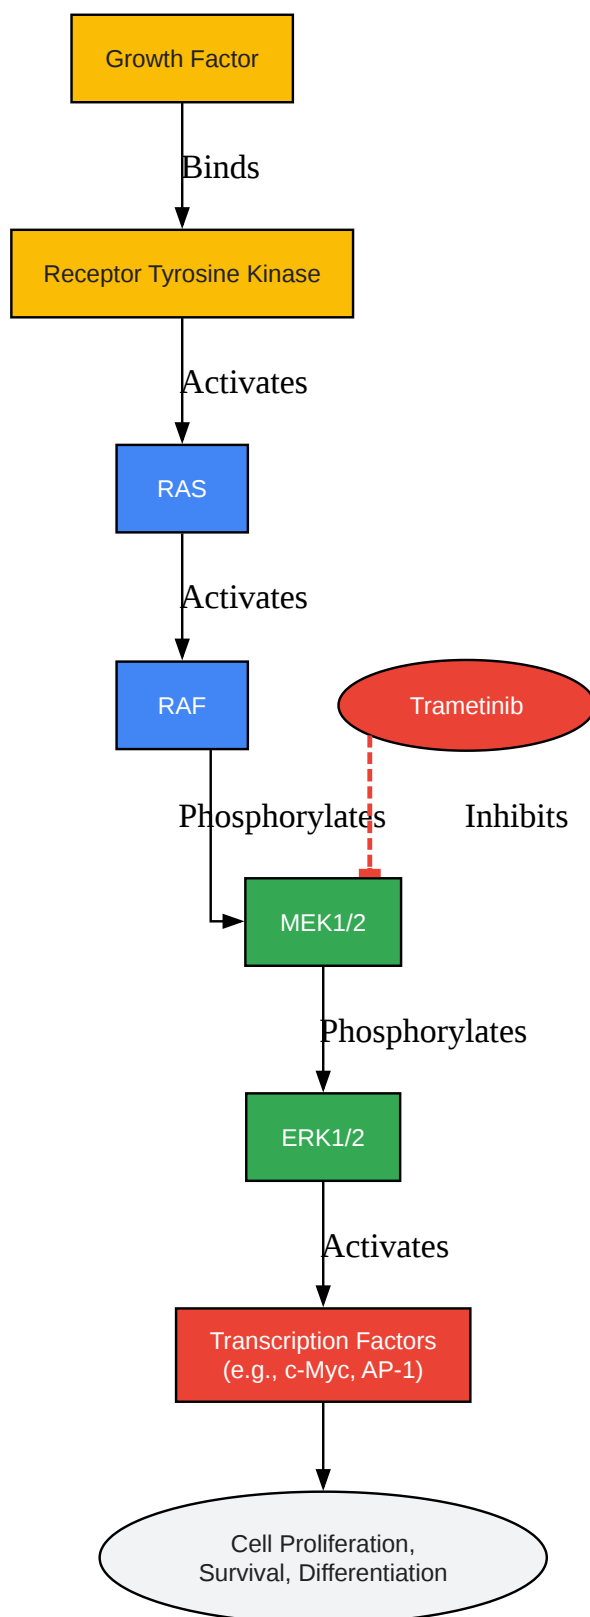 Growth Factor
Binds
Receptor Tyrosine Kinase
Activates
RAS
Activates
RAF
Trametinib
Phosphorylates
Inhibits
MEK1/2
Phosphorylates
ERK1/2
Activates
Transcription Factors
(e.g., c-Myc, AP-1)
Cell Proliferation,
Survival, Differentiation